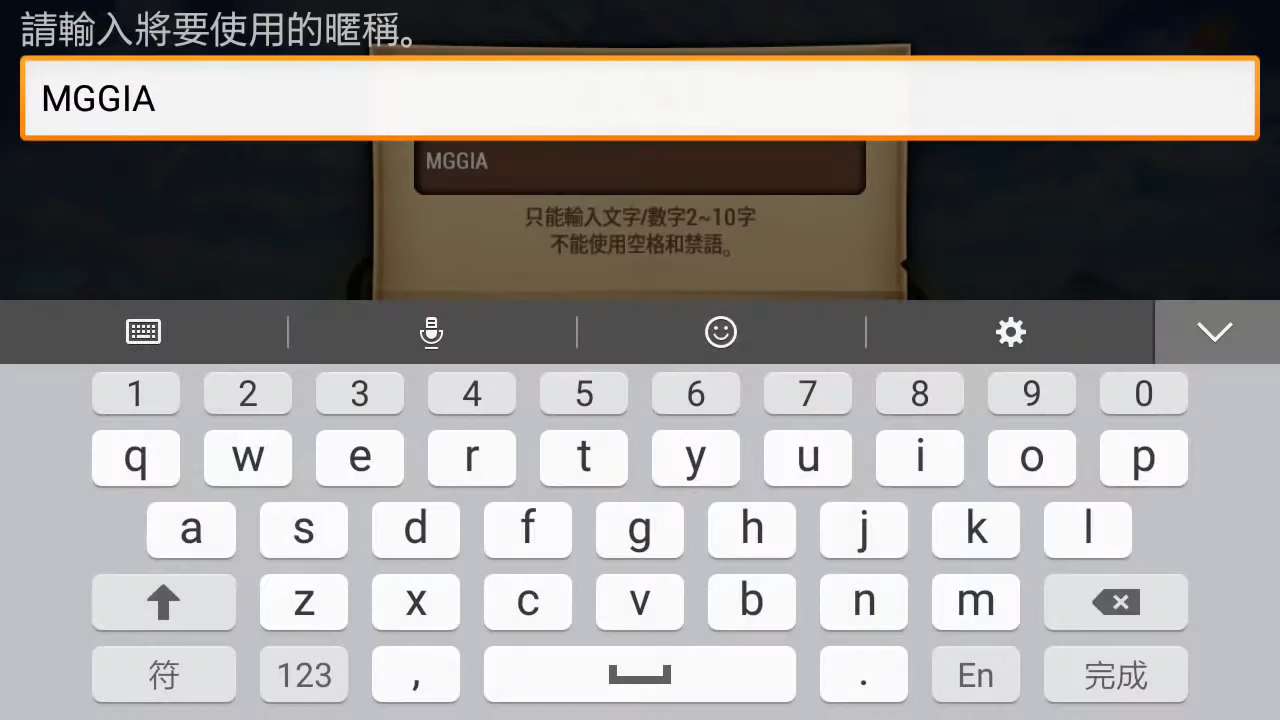 請輸入將要使用的暱稱。
MGGIA
MGGIA
只能輸入文字/數字2~10字
不能使用空格和禁語。
1 2 3 4 5 6 7 8 9 0
q w e r t y u i o p
a s d f g h j k l
z x c v b n m
符 123 , . En 完成